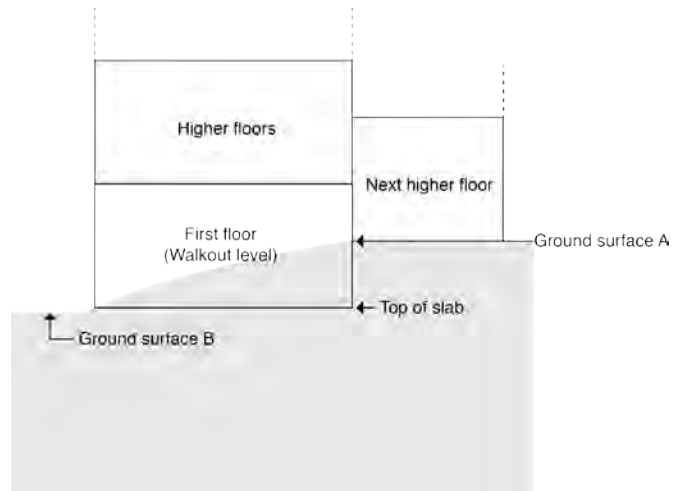 Higher floors
Next higher floor
First floor
(Walkout level)
Ground surface A
Top of slab
Ground surface B